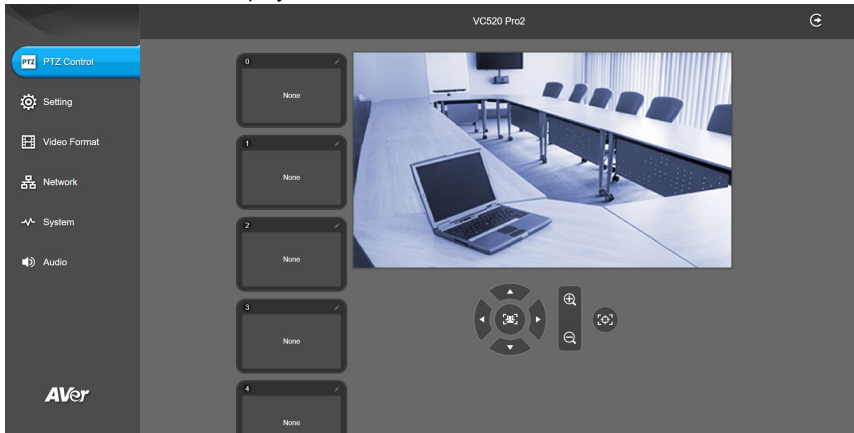 VC520 Pro2
PTZ PTZ Control
Setting
Video Format
Network
System
Audio
AVer
0
None
1
None
2
None
3
None
4
None